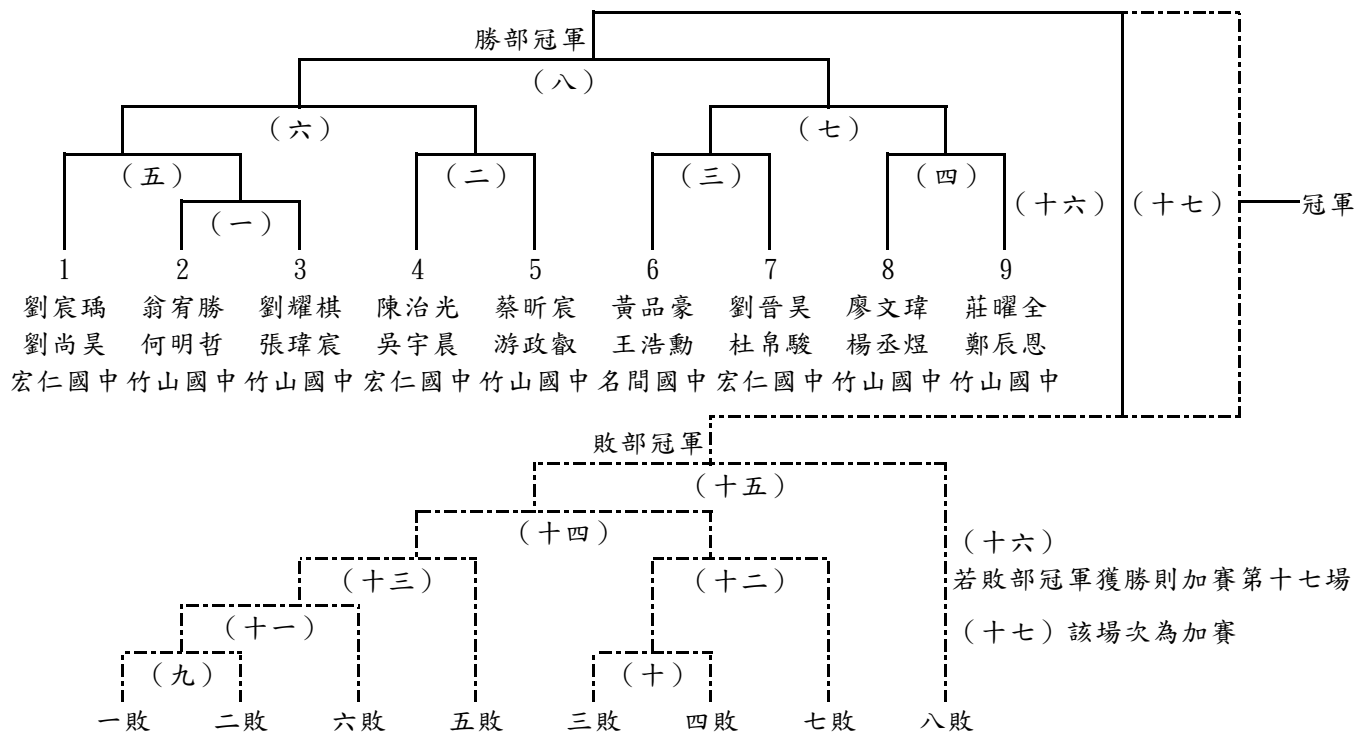 勝部冠軍
（八）
（六） （七）
（五） （二） （三） （四）
（一） （十六） （十七） 冠軍
1 2 3 4 5 6 7 8 9
劉宸瑀 翁宥勝 劉耀棋 陳治光 蔡昕宸 黃品豪 劉晉昊 廖文瑋 莊曜全
劉尚昊 何明哲 張瑋宸 吳宇晨 游政叡 王浩勳 杜帛駿 楊丞煜 鄭辰恩
宏仁國中 竹山國中 竹山國中 宏仁國中 竹山國中 名間國中 宏仁國中 竹山國中 竹山國中
敗部冠軍
（十五）
（十四） （十六）
（十三） （十二） 若敗部冠軍獲勝則加賽第十七場
（十一） （十七）該場次為加賽
（九） （十）
一敗 二敗 六敗 五敗 三敗 四敗 七敗 八敗